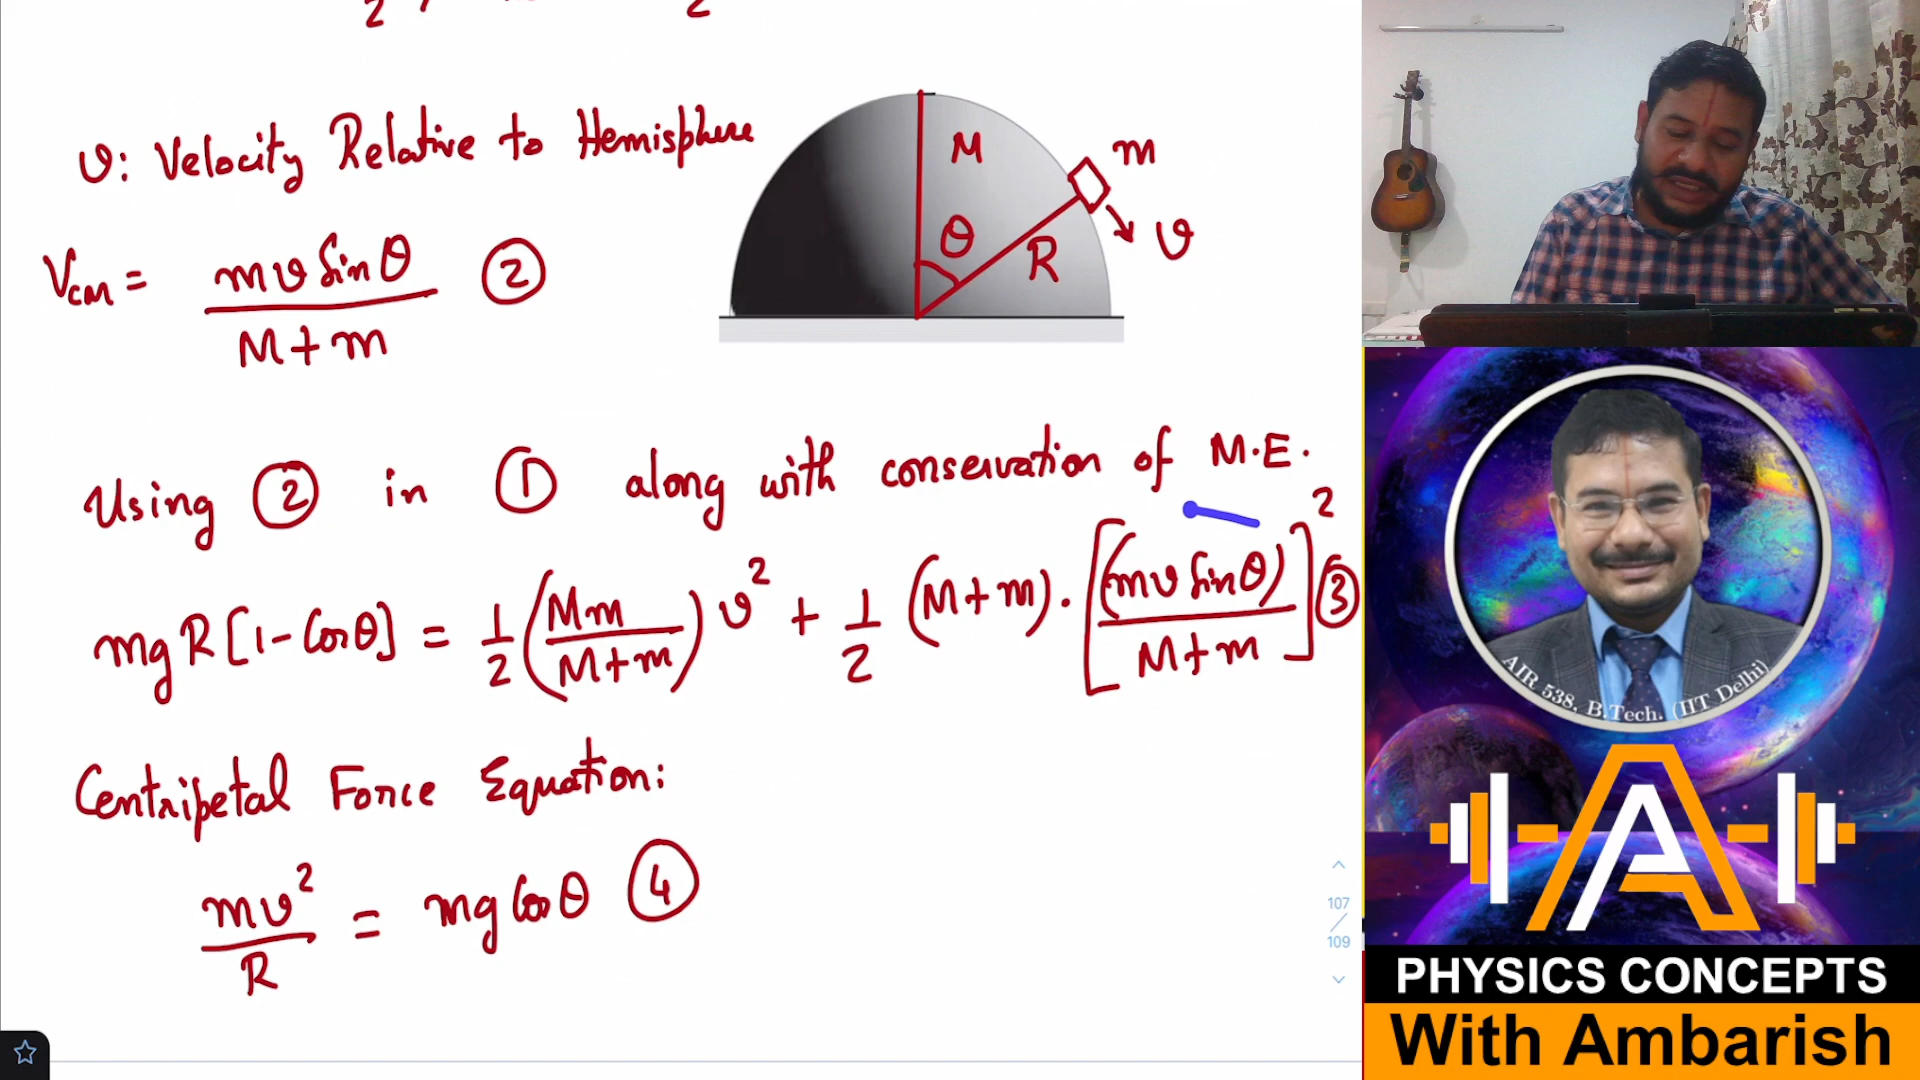 v: Velocity Relative to Hemisphere
M
m
θ
R
v
V_cm = mv Sinθ / M+m ②
Using ② in ① along with conservation of M.E.
mgR[1-Cosθ] = 1/2 (Mm / M+m) v² + 1/2 (M+m) . [(mv Sinθ) / M+m]² ③
Centripetal Force Equation:
mv² / R = mg Cosθ ④
107
109
AIR 538, B.Tech. (IIT Delhi)
A
PHYSICS CONCEPTS
With Ambarish